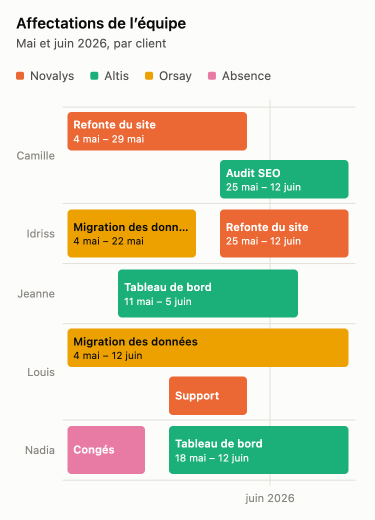 Affectations de l’équipe
Mai et juin 2026, par client
Novalys Altis Orsay Absence
Camille
Refonte du site
4 mai – 29 mai
Audit SEO
25 mai – 12 juin
Idriss
Migration des donn…
4 mai – 22 mai
Refonte du site
25 mai – 12 juin
Jeanne
Tableau de bord
11 mai – 5 juin
Louis
Migration des données
4 mai – 12 juin
Support
Nadia
Congés
Tableau de bord
18 mai – 12 juin
juin 2026